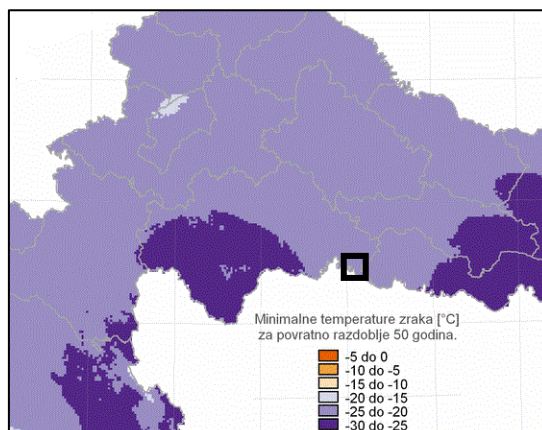 Minimalne temperature zraka [°C]
za povratno razdoblje 50 godina.
-5 do 0
-10 do -5
-15 do -10
-20 do -15
-25 do -20
-30 do -25